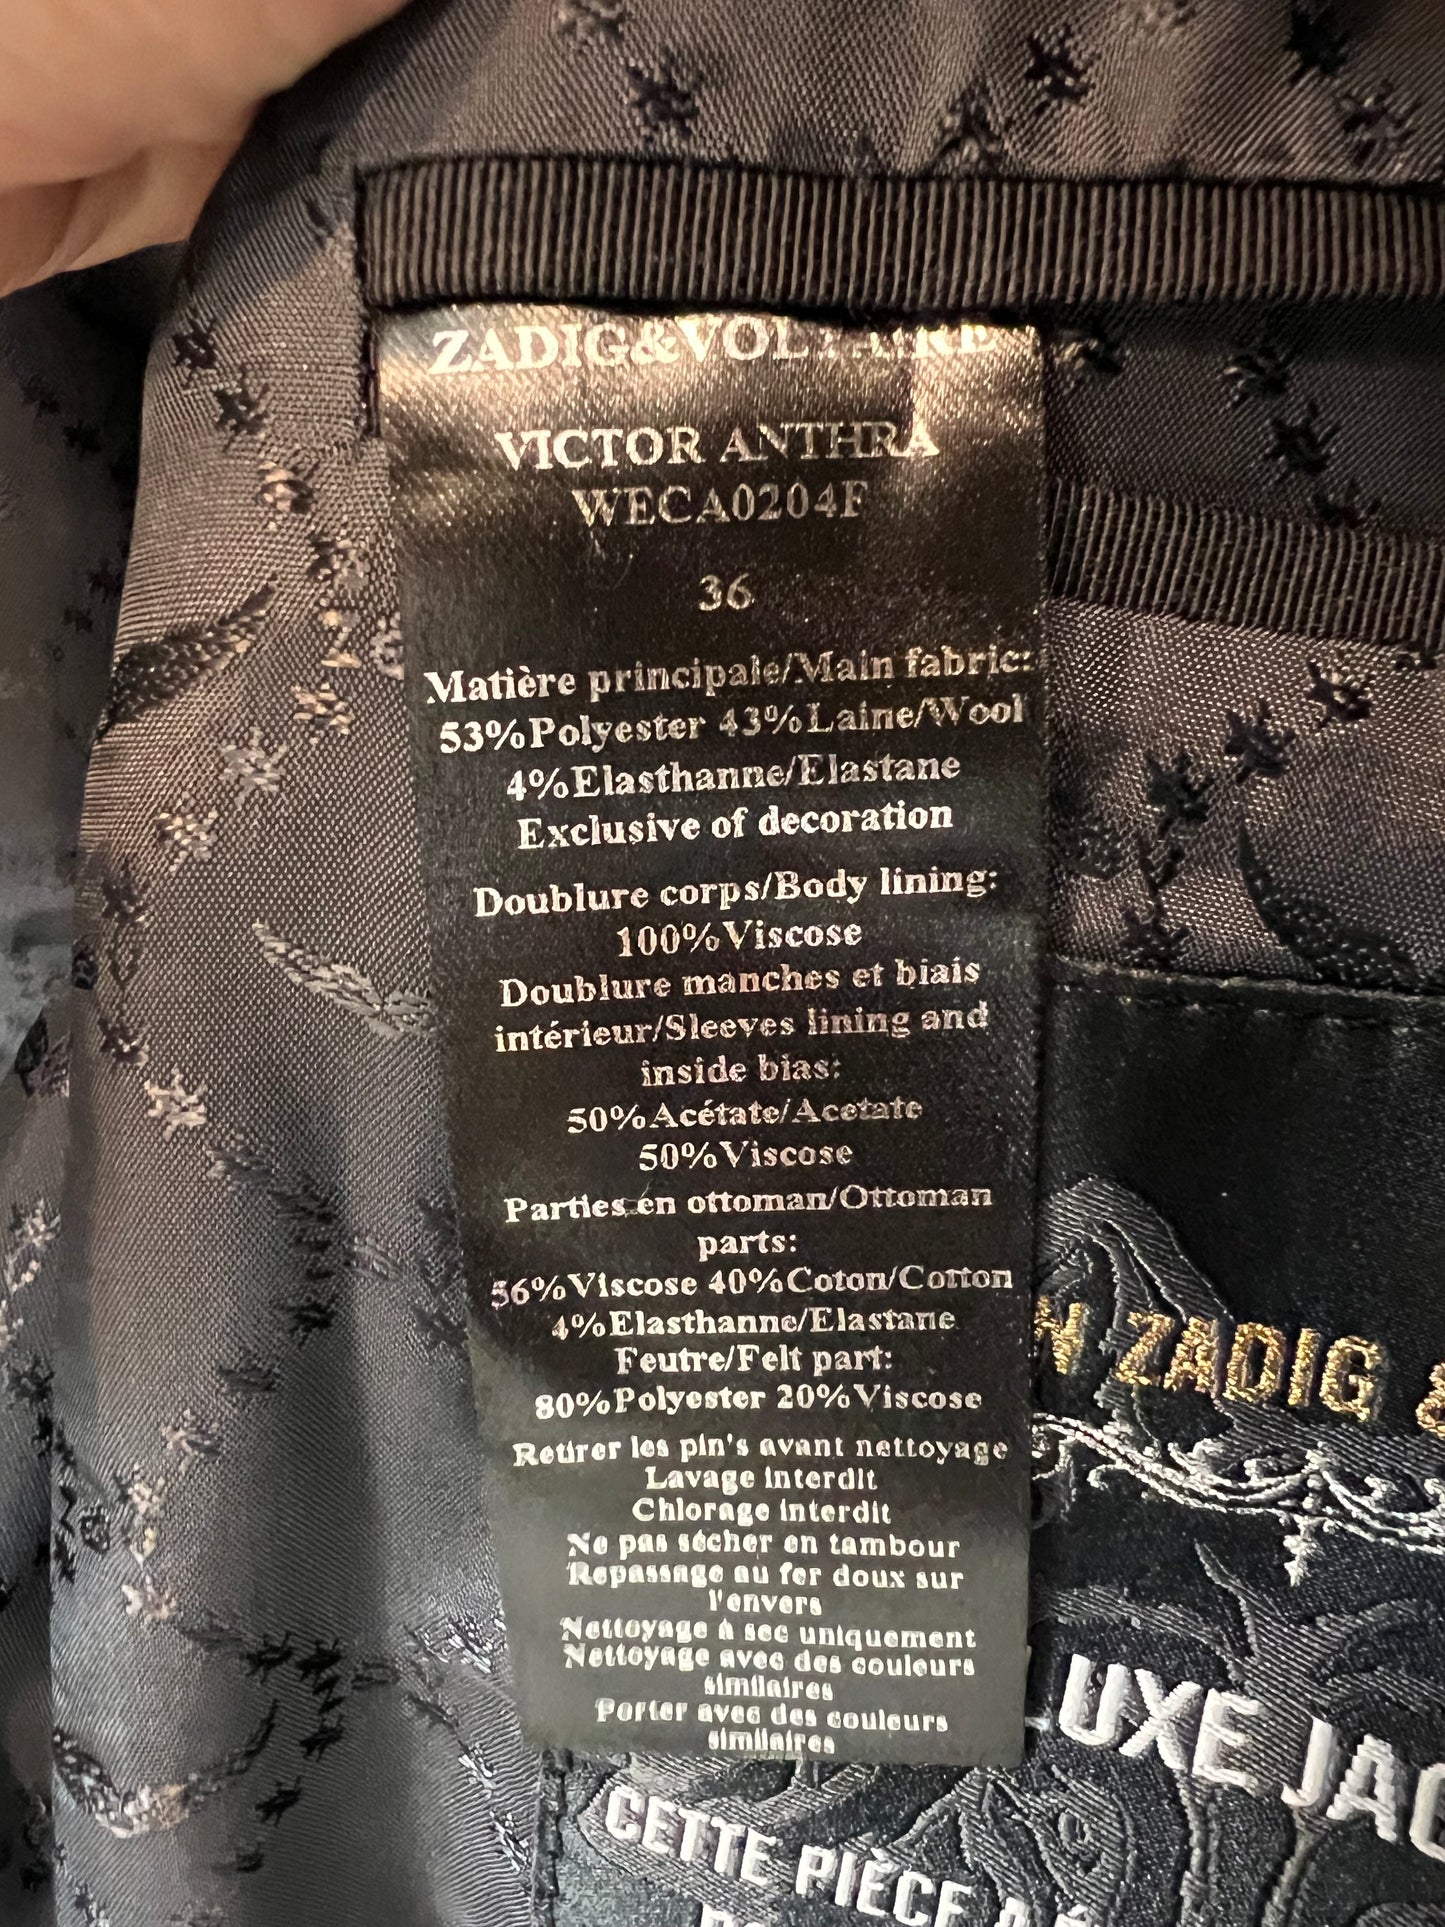 ZADIG&VOLTAIRE
VICTOR ANTHRA
WECA0204F
36
Matière principale/Main fabric:
53%Polyester 43%Laine/Wool
4%Elasthanne/Elastane
Exclusive of decoration
Doublure corps/Body lining:
100%Viscose
Doublure manches et biais
intérieur/Sleeves lining and
inside bias:
50%Acétate/Acetate
50%Viscose
Parties en ottoman/Ottoman
parts:
56%Viscose 40%Coton/Cotton
4%Elasthanne/Elastane
Feutre/Felt part:
80%Polyester 20%Viscose
Retirer les pin's avant nettoyage
Lavage interdit
Chlorage interdit
Ne pas sécher en tambour
Repassage au fer doux sur
l'envers
Nettoyage à sec uniquement
Nettoyage avec des couleurs
similaires
Porter avec des couleurs
similaires
N ZADIG &
UXE JAC
CETTE PIÈCE A